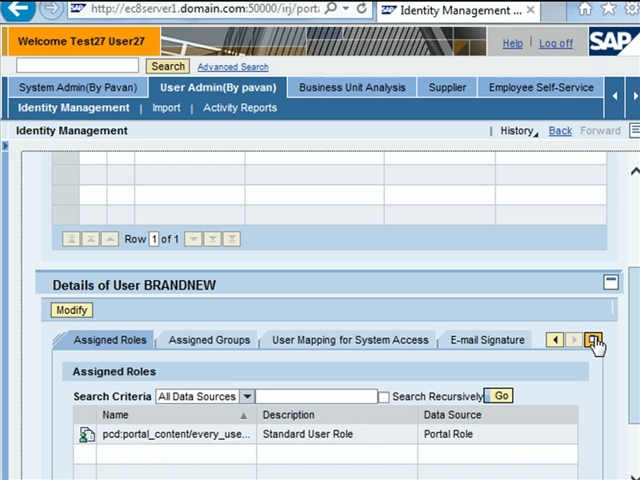 http://ec8server1.domain.com:50000/irj/porta
SAP Identity Management ...
Welcome Test27 User27
Help
Log off
SAP
Search
Advanced Search
System Admin(By Pavan)
User Admin(By pavan)
Business Unit Analysis
Supplier
Employee Self-Service
Identity Management
Import
Activity Reports
Identity Management
History
Back
Forward
Row 1 of 1
Details of User BRANDNEW
Modify
Assigned Roles
Assigned Groups
User Mapping for System Access
E-mail Signature
Assigned Roles
Search Criteria All Data Sources Search Recursively Go
Name Description Data Source
pcd:portal_content/every_use... Standard User Role Portal Role